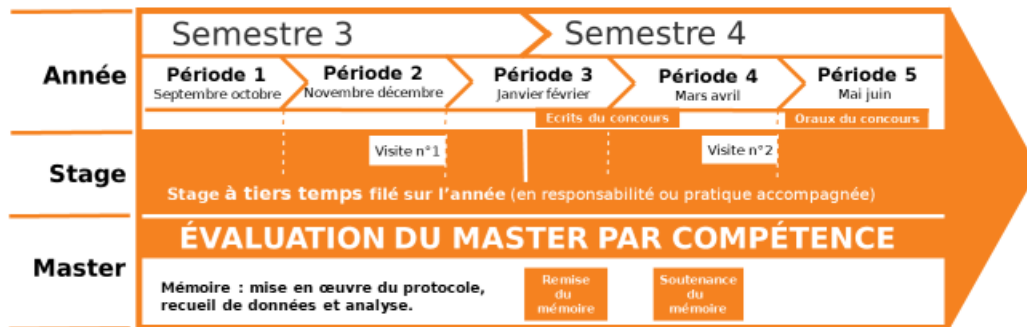 Semestre 3
Semestre 4
Année
Période 1
Septembre octobre
Période 2
Novembre décembre
Période 3
Janvier février
Période 4
Mars avril
Période 5
Mai juin
Ecrits du concours
Oraux du concours
Stage
Visite n°1
Visite n°2
Stage à tiers temps filé sur l’année (en responsabilité ou pratique accompagnée)
ÉVALUATION DU MASTER PAR COMPÉTENCE
Master
Mémoire : mise en œuvre du protocole,
recueil de données et analyse.
Remise
du
mémoire
Soutenance
du
mémoire